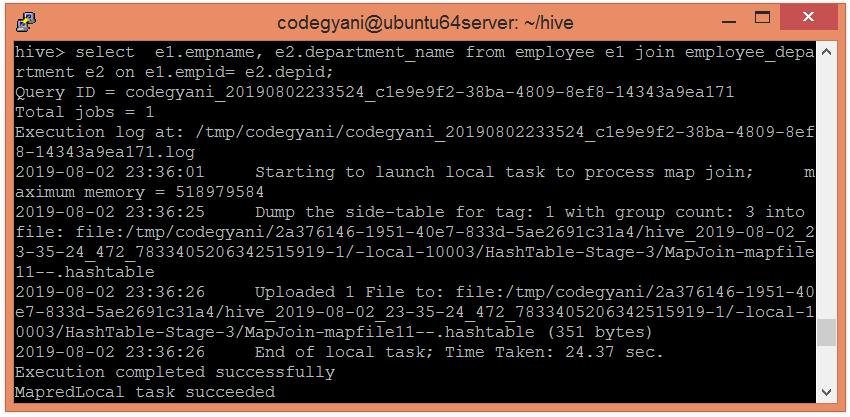 codegyani@ubuntu64server: ~/hive
hive> select  e1.empname, e2.department_name from employee e1 join employee_depa
rtment e2 on e1.empid= e2.depid;
Query ID = codegyani_20190802233524_c1e9e9f2-38ba-4809-8ef8-14343a9ea171
Total jobs = 1
Execution log at: /tmp/codegyani/codegyani_20190802233524_c1e9e9f2-38ba-4809-8ef
8-14343a9ea171.log
2019-08-02 23:36:01     Starting to launch local task to process map join;      m
aximum memory = 518979584
2019-08-02 23:36:25     Dump the side-table for tag: 1 with group count: 3 into
file: file:/tmp/codegyani/2a376146-1951-40e7-833d-5ae2691c31a4/hive_2019-08-02_2
3-35-24_472_7833405206342515919-1/-local-10003/HashTable-Stage-3/MapJoin-mapfile
11--.hashtable
2019-08-02 23:36:26     Uploaded 1 File to: file:/tmp/codegyani/2a376146-1951-40
e7-833d-5ae2691c31a4/hive_2019-08-02_23-35-24_472_7833405206342515919-1/-local-1
0003/HashTable-Stage-3/MapJoin-mapfile11--.hashtable (351 bytes)
2019-08-02 23:36:26     End of local task; Time Taken: 24.37 sec.
Execution completed successfully
MapredLocal task succeeded